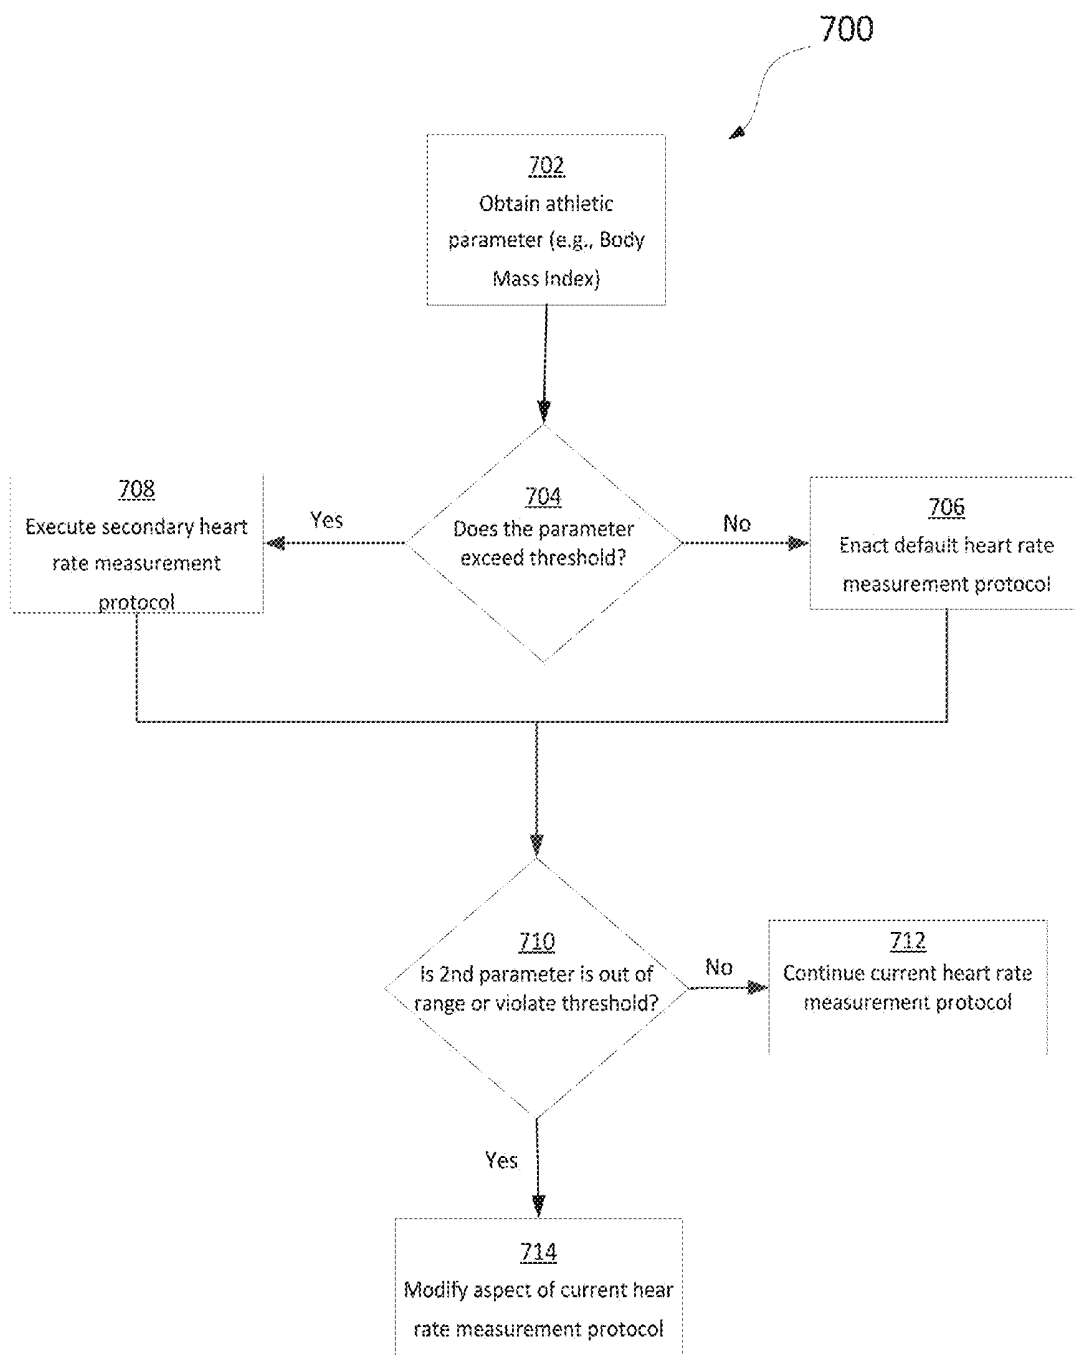 700
702
Obtain athletic
parameter (e.g., Body
Mass Index)
704
Does the parameter
exceed threshold?
Yes
No
708
Execute secondary heart
rate measurement
protocol
706
Enact default heart rate
measurement protocol
710
Is 2nd parameter is out of
range or violate threshold?
No
712
Continue current heart rate
measurement protocol
Yes
714
Modify aspect of current hear
rate measurement protocol